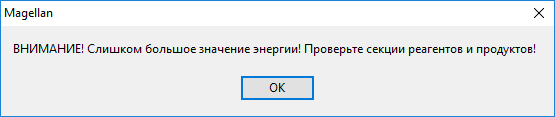 Magellan
ВНИМАНИЕ! Слишком большое значение энергии! Проверьте секции реагентов и продуктов!
OK